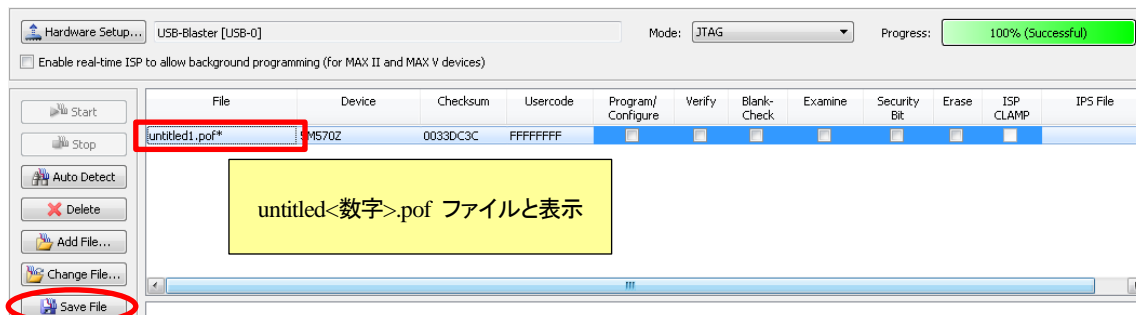 Hardware Setup... USB-Blaster [USB-0] Mode: JTAG Progress: 100% (Successful)
Enable real-time ISP to allow background programming (for MAX II and MAX V devices)
Start
Stop
Auto Detect
Delete
Add File...
Change File...
Save File
File Device Checksum Usercode Program/ Verify Blank- Examine Security Erase ISP IPS File
Configure Check Bit CLAMP
untitled1.pof* 5M570Z 0033DC3C FFFFFFFF
untitled<数字>.pof ファイルと表示